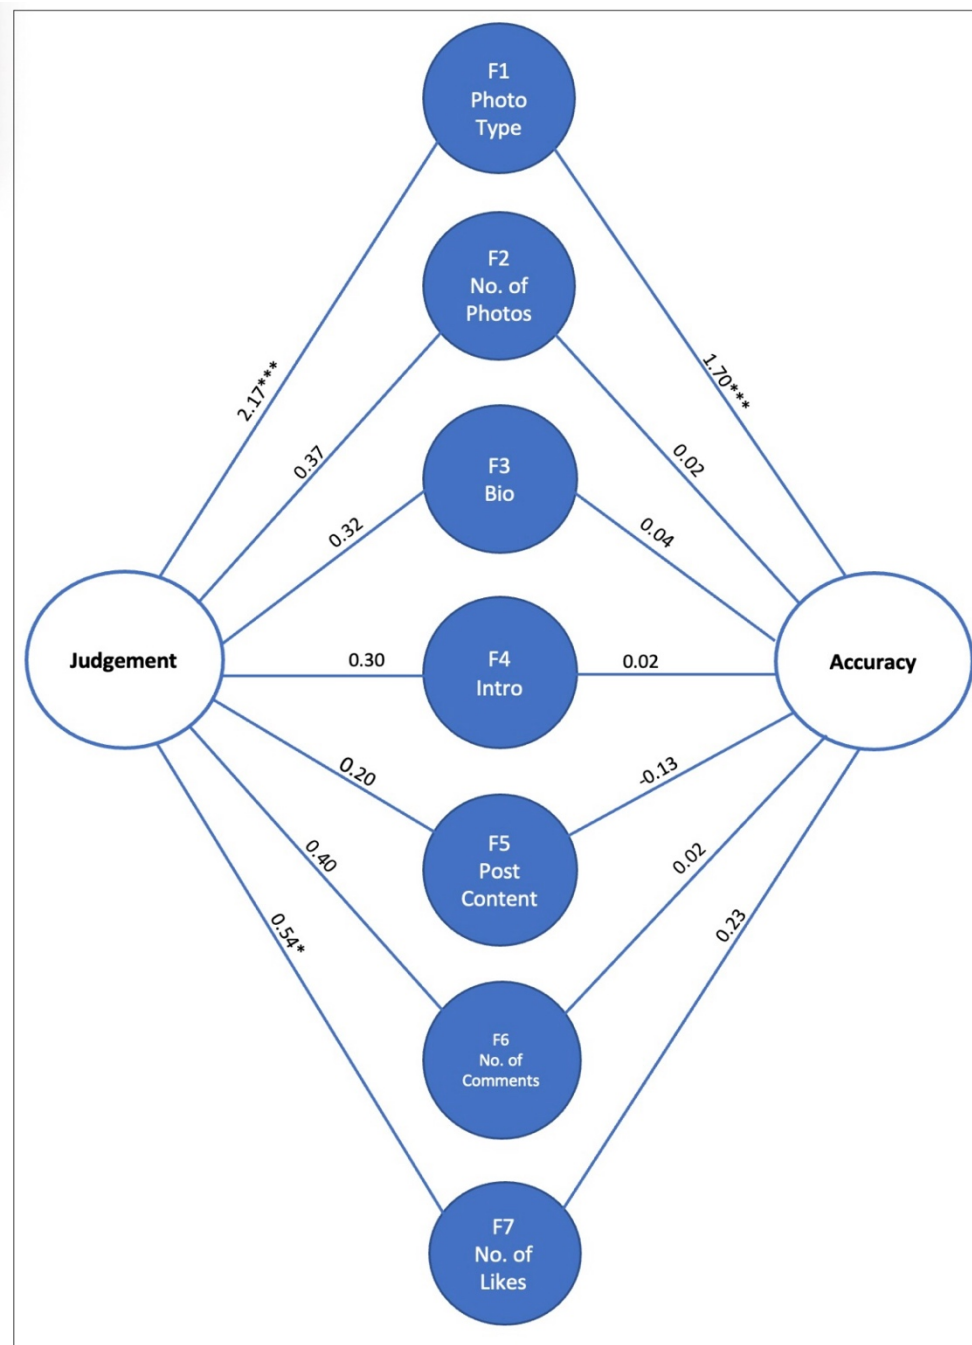 F1
Photo
Type
F2
No. of
Photos
2.17***
1.70***
0.37
0.02
F3
Bio
0.32
0.04
Judgement
0.30
F4
Intro
0.02
Accuracy
0.20
-0.13
F5
Post
Content
0.40
0.02
0.54*
0.23
F6
No. of
Comments
F7
No. of
Likes